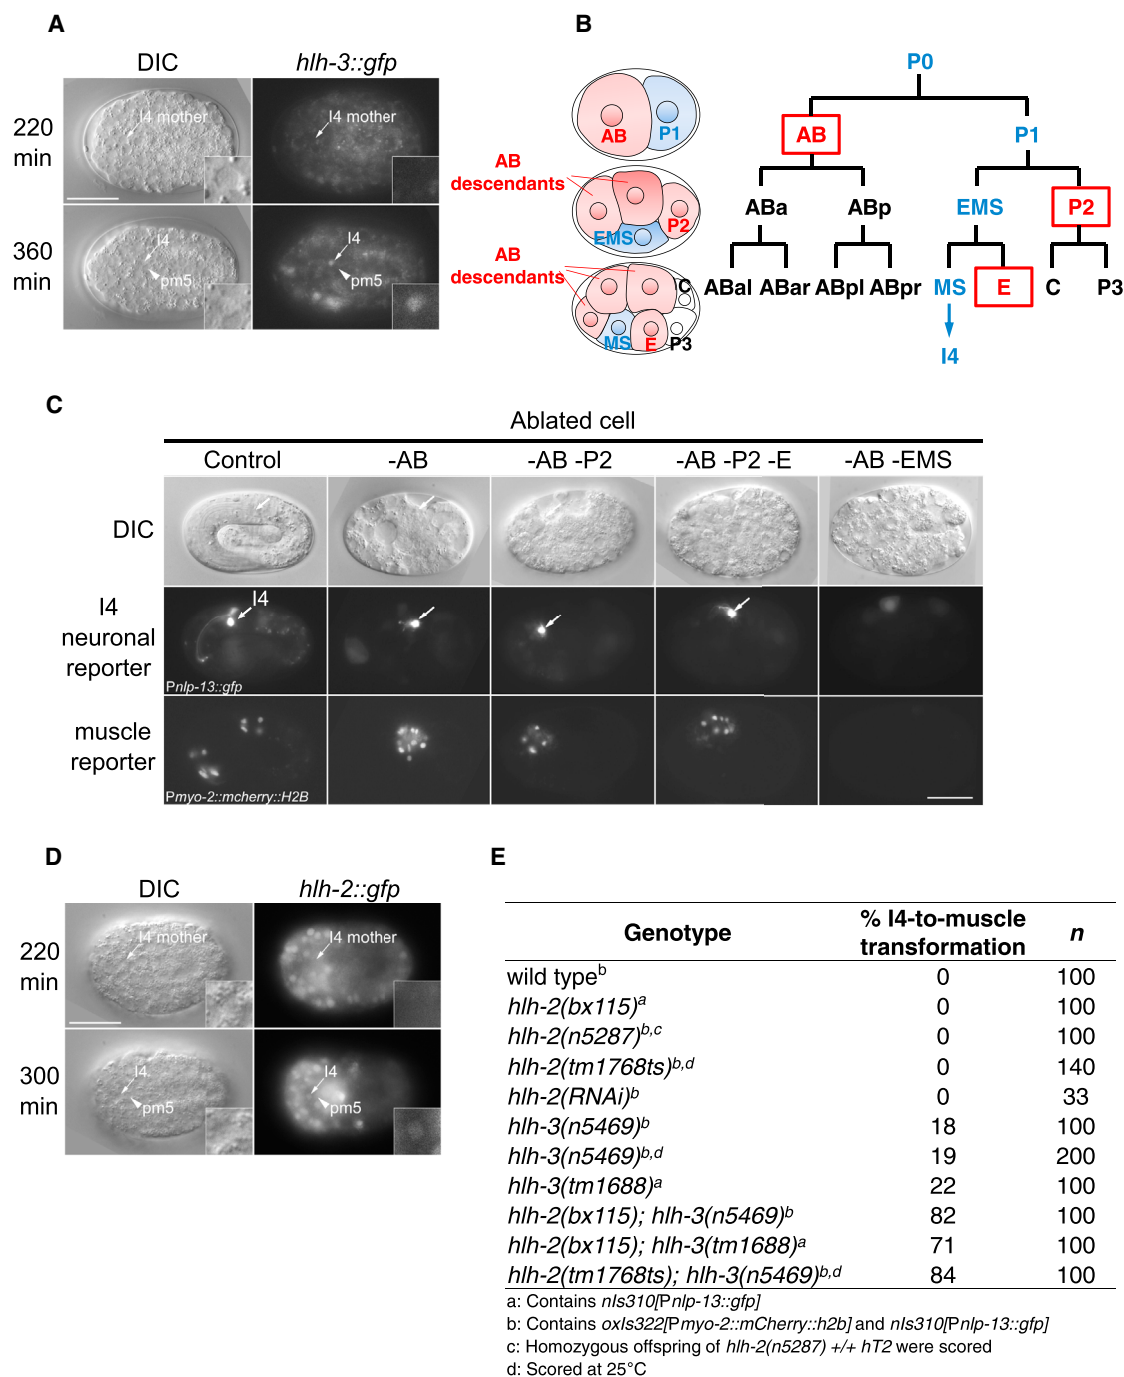 A
DIC
hlh-3::gfp
220
min
I4 mother
I4 mother
360
min
I4
pm5
I4
pm5
B
AB
P1
AB
descendants
EMS
P2
AB
descendants
C
MS
E
P3
P0
AB
P1
ABa
ABp
EMS
P2
ABal ABar ABpl ABpr MS E C P3
I4
C
Ablated cell
Control
-AB
-AB -P2
-AB -P2 -E
-AB -EMS
DIC
I4
neuronal
reporter
I4
Pnlp-13::gfp
muscle
reporter
Pmyo-2::mcherry::H2B
D
DIC
hlh-2::gfp
220
min
I4 mother
I4 mother
300
min
I4
pm5
I4
pm5
E
Genotype % I4-to-muscle transformation n
wild typeb 0 100
hlh-2(bx115)a 0 100
hlh-2(n5287)b,c 0 100
hlh-2(tm1768ts)b,d 0 140
hlh-2(RNAi)b 0 33
hlh-3(n5469)b 18 100
hlh-3(n5469)b,d 19 200
hlh-3(tm1688)a 22 100
hlh-2(bx115); hlh-3(n5469)b 82 100
hlh-2(bx115); hlh-3(tm1688)a 71 100
hlh-2(tm1768ts); hlh-3(n5469)b,d 84 100
a: Contains nIs310[Pnlp-13::gfp]
b: Contains oxIs322[Pmyo-2::mCherry::h2b] and nIs310[Pnlp-13::gfp]
c: Homozygous offspring of hlh-2(n5287) +/+ hT2 were scored
d: Scored at 25°C